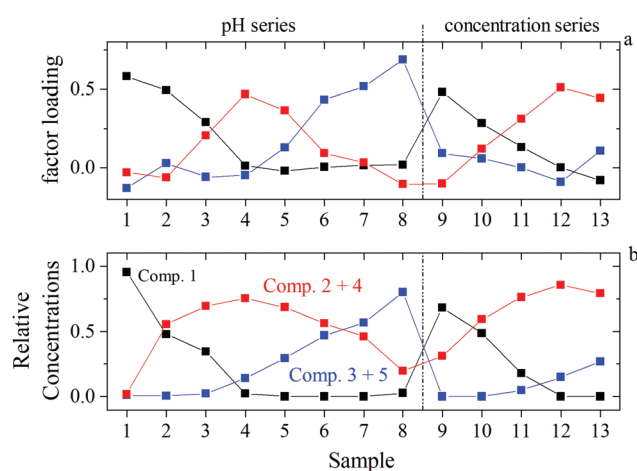 pH series
concentration series
a
factor loading
0.5
0.0
1 2 3 4 5 6 7 8 9 10 11 12 13
b
Relative
Concentrations
1.0
0.5
0.0
Comp. 1
Comp. 2 + 4
Comp. 3 + 5
1 2 3 4 5 6 7 8 9 10 11 12 13
Sample